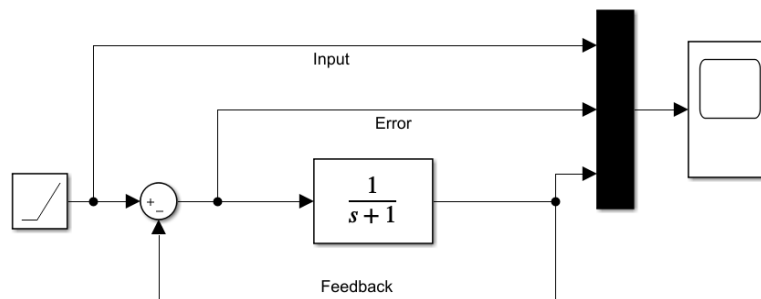 Input
Error
+
−
1
s + 1
Feedback